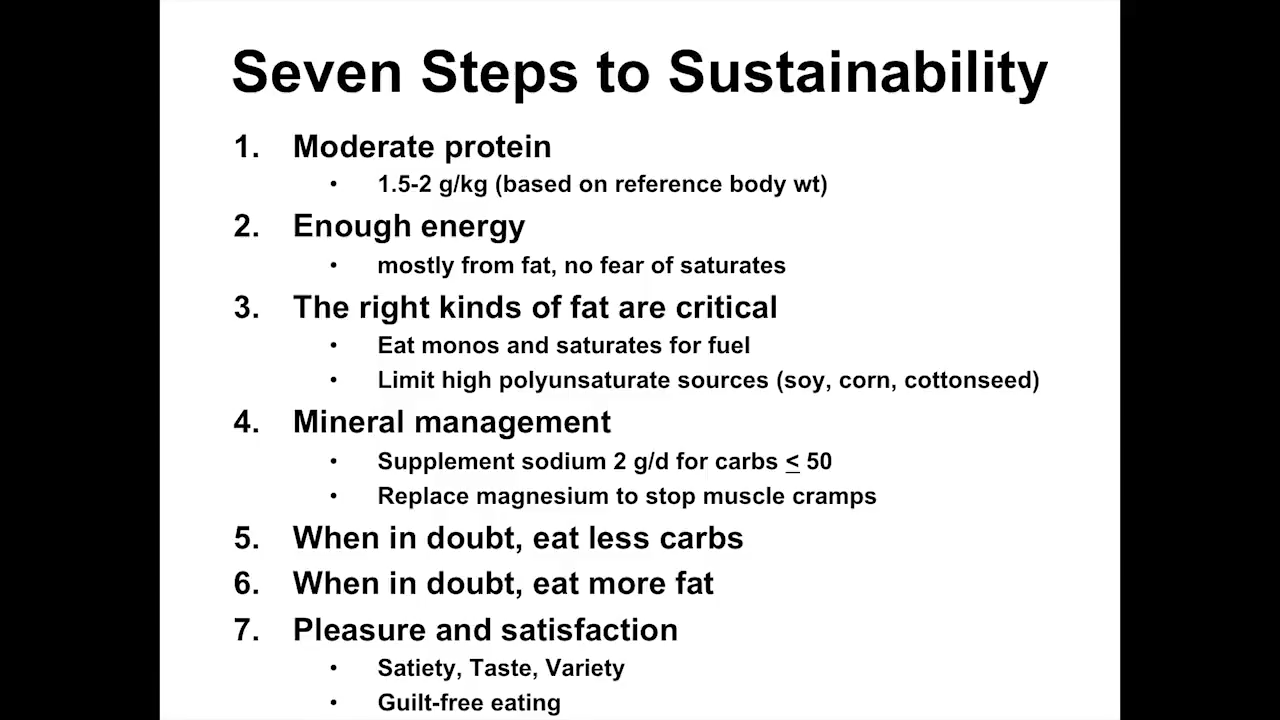 Seven Steps to Sustainability
1. Moderate protein
• 1.5-2 g/kg (based on reference body wt)
2. Enough energy
• mostly from fat, no fear of saturates
3. The right kinds of fat are critical
• Eat monos and saturates for fuel
• Limit high polyunsaturate sources (soy, corn, cottonseed)
4. Mineral management
• Supplement sodium 2 g/d for carbs ≤ 50
• Replace magnesium to stop muscle cramps
5. When in doubt, eat less carbs
6. When in doubt, eat more fat
7. Pleasure and satisfaction
• Satiety, Taste, Variety
• Guilt-free eating